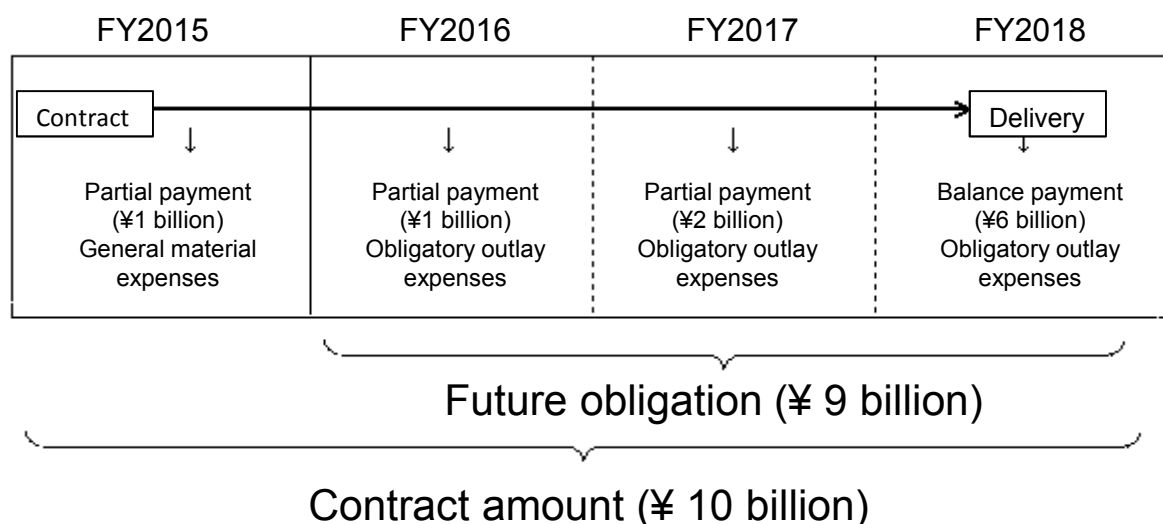 FY2015 FY2016 FY2017 FY2018
Contract
Delivery
↓ ↓ ↓ ↓
Partial payment
(¥1 billion)
General material
expenses
Partial payment
(¥1 billion)
Obligatory outlay
expenses
Partial payment
(¥2 billion)
Obligatory outlay
expenses
Balance payment
(¥6 billion)
Obligatory outlay
expenses
Future obligation (¥ 9 billion)
Contract amount (¥ 10 billion)